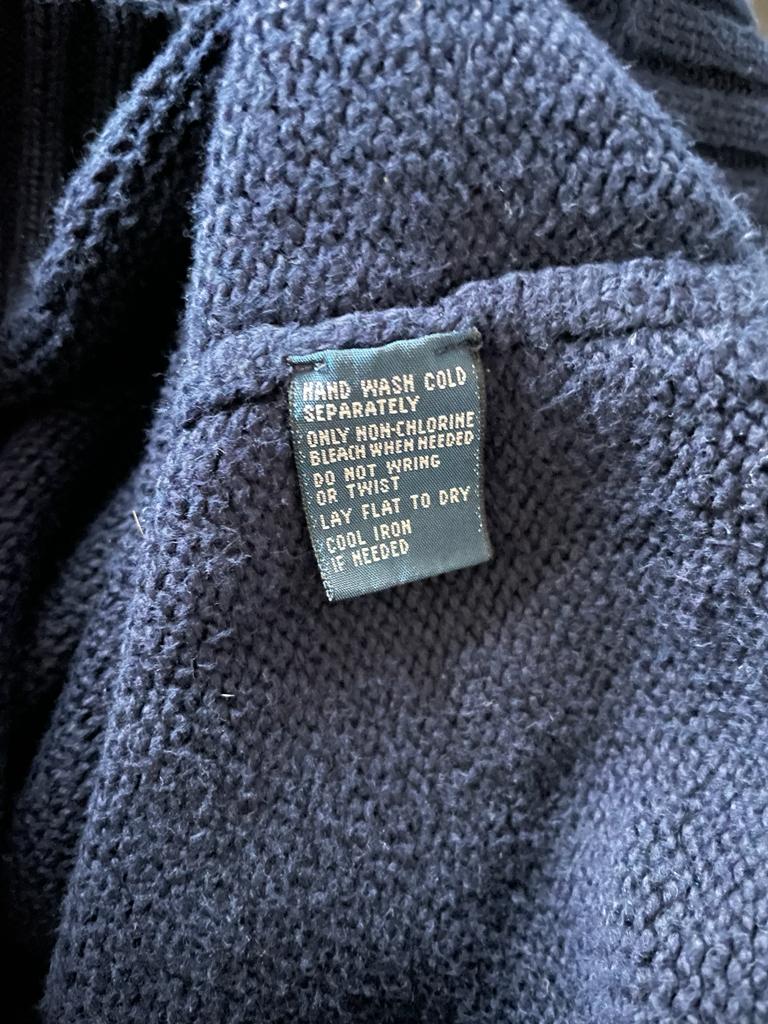 HAND WASH COLD
SEPARATELY
ONLY NON-CHLORINE
BLEACH WHEN NEEDED
DO NOT WRING
OR TWIST
LAY FLAT TO DRY
COOL IRON
IF NEEDED